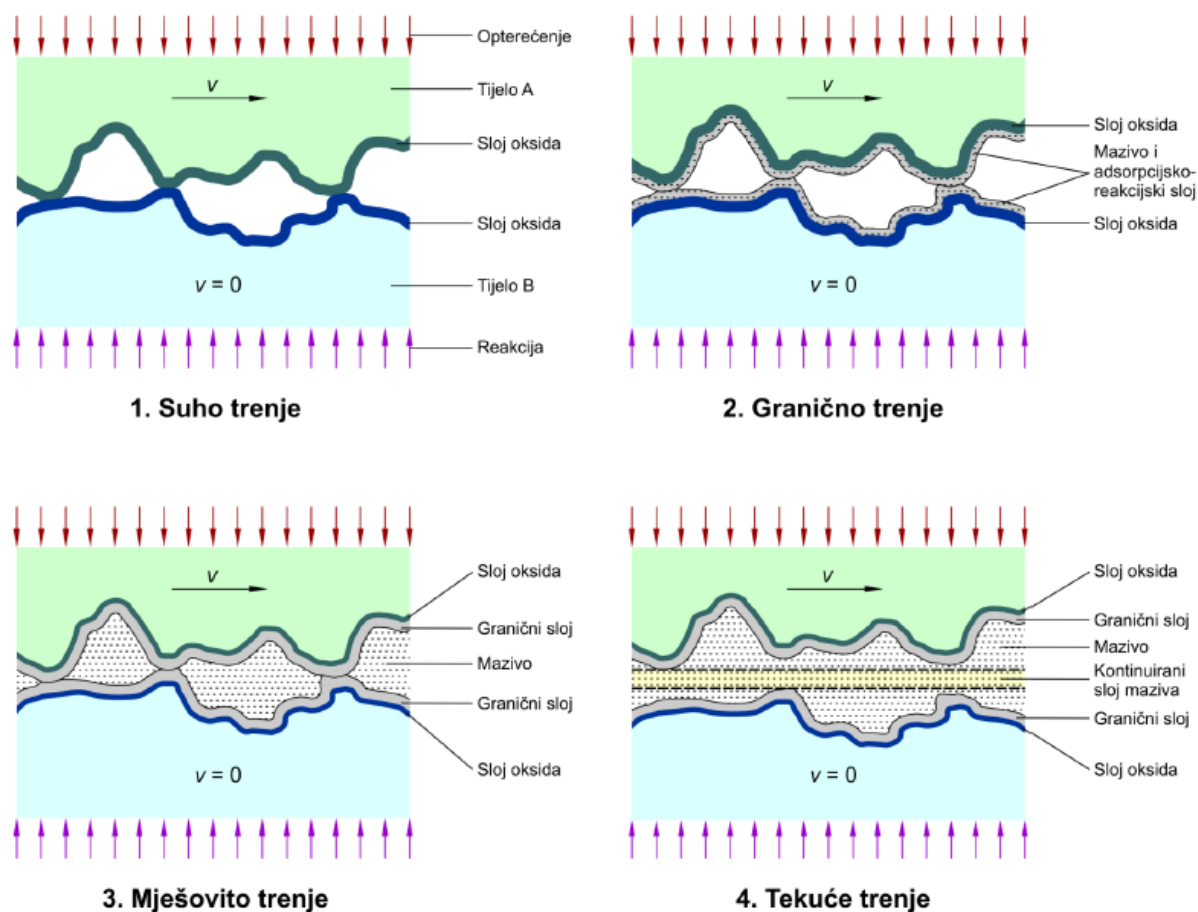 Opterećenje
v
Tijelo A
Sloj oksida
Sloj oksida
v = 0
Tijelo B
Reakcija
1. Suho trenje
v
Sloj oksida
Mazivo i
adsorpcijsko-
reakcijski sloj
Sloj oksida
v = 0
2. Granično trenje
Sloj oksida
v
Granični sloj
Mazivo
Granični sloj
Sloj oksida
v = 0
3. Mješovito trenje
Sloj oksida
v
Granični sloj
Mazivo
Kontinuirani
sloj maziva
Granični sloj
Sloj oksida
v = 0
4. Tekuće trenje